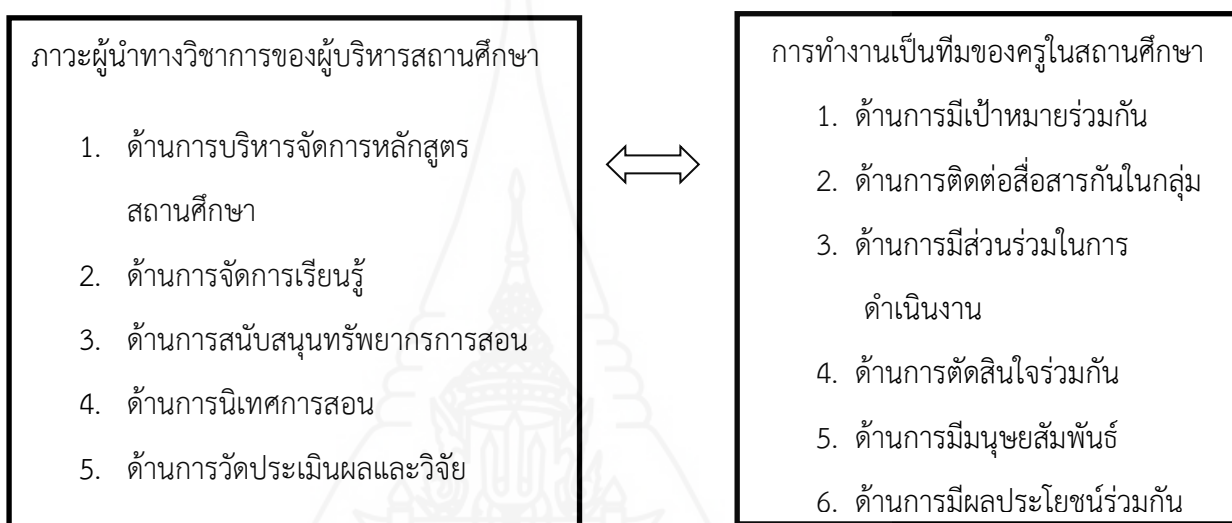 ภาวะผู้นำทางวิชาการของผู้บริหารสถานศึกษา
1. ด้านการบริหารจัดการหลักสูตร
สถานศึกษา
2. ด้านการจัดการเรียนรู้
3. ด้านการสนับสนุนทรัพยากรการสอน
4. ด้านการนิเทศการสอน
5. ด้านการวัดประเมินผลและวิจัย
การทำงานเป็นทีมของครูในสถานศึกษา
1. ด้านการมีเป้าหมายร่วมกัน
2. ด้านการติดต่อสื่อสารกันในกลุ่ม
3. ด้านการมีส่วนร่วมในการ
ดำเนินงาน
4. ด้านการตัดสินใจร่วมกัน
5. ด้านการมีมนุษยสัมพันธ์
6. ด้านการมีผลประโยชน์ร่วมกัน